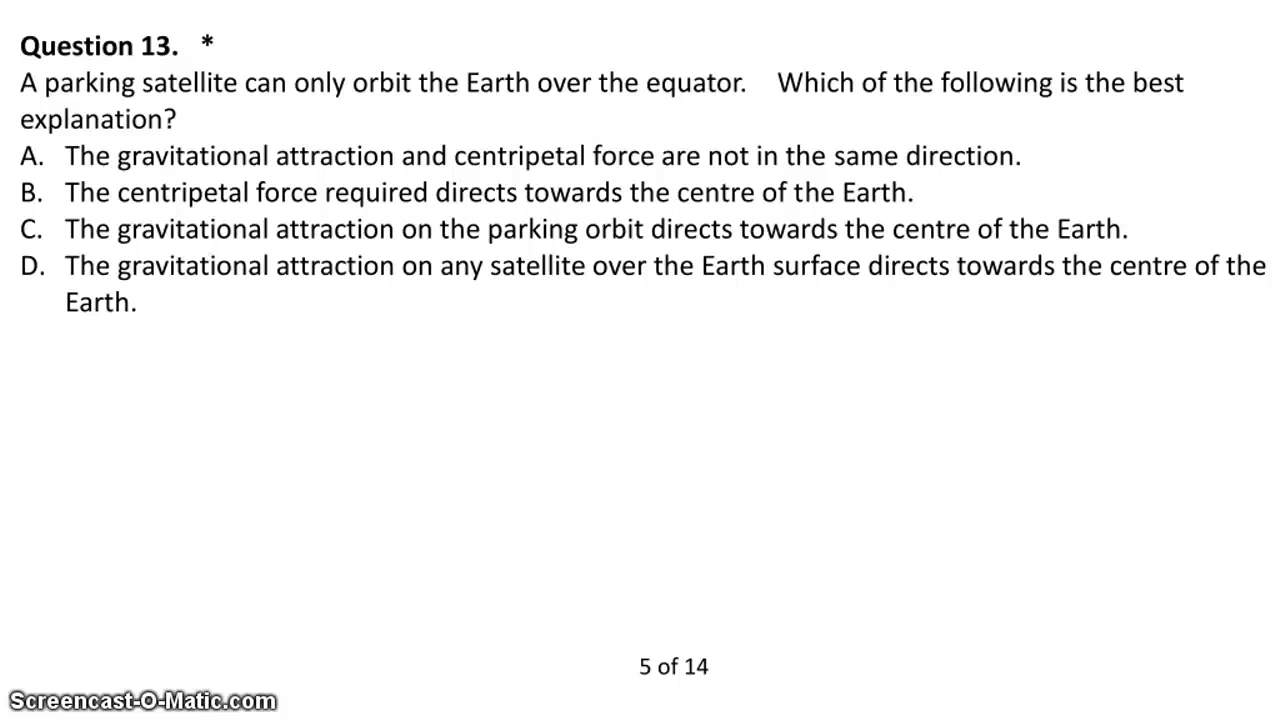 Question 13. *
A parking satellite can only orbit the Earth over the equator. Which of the following is the best
explanation?
A. The gravitational attraction and centripetal force are not in the same direction.
B. The centripetal force required directs towards the centre of the Earth.
C. The gravitational attraction on the parking orbit directs towards the centre of the Earth.
D. The gravitational attraction on any satellite over the Earth surface directs towards the centre of the
Earth.
5 of 14
Screencast-O-Matic.com